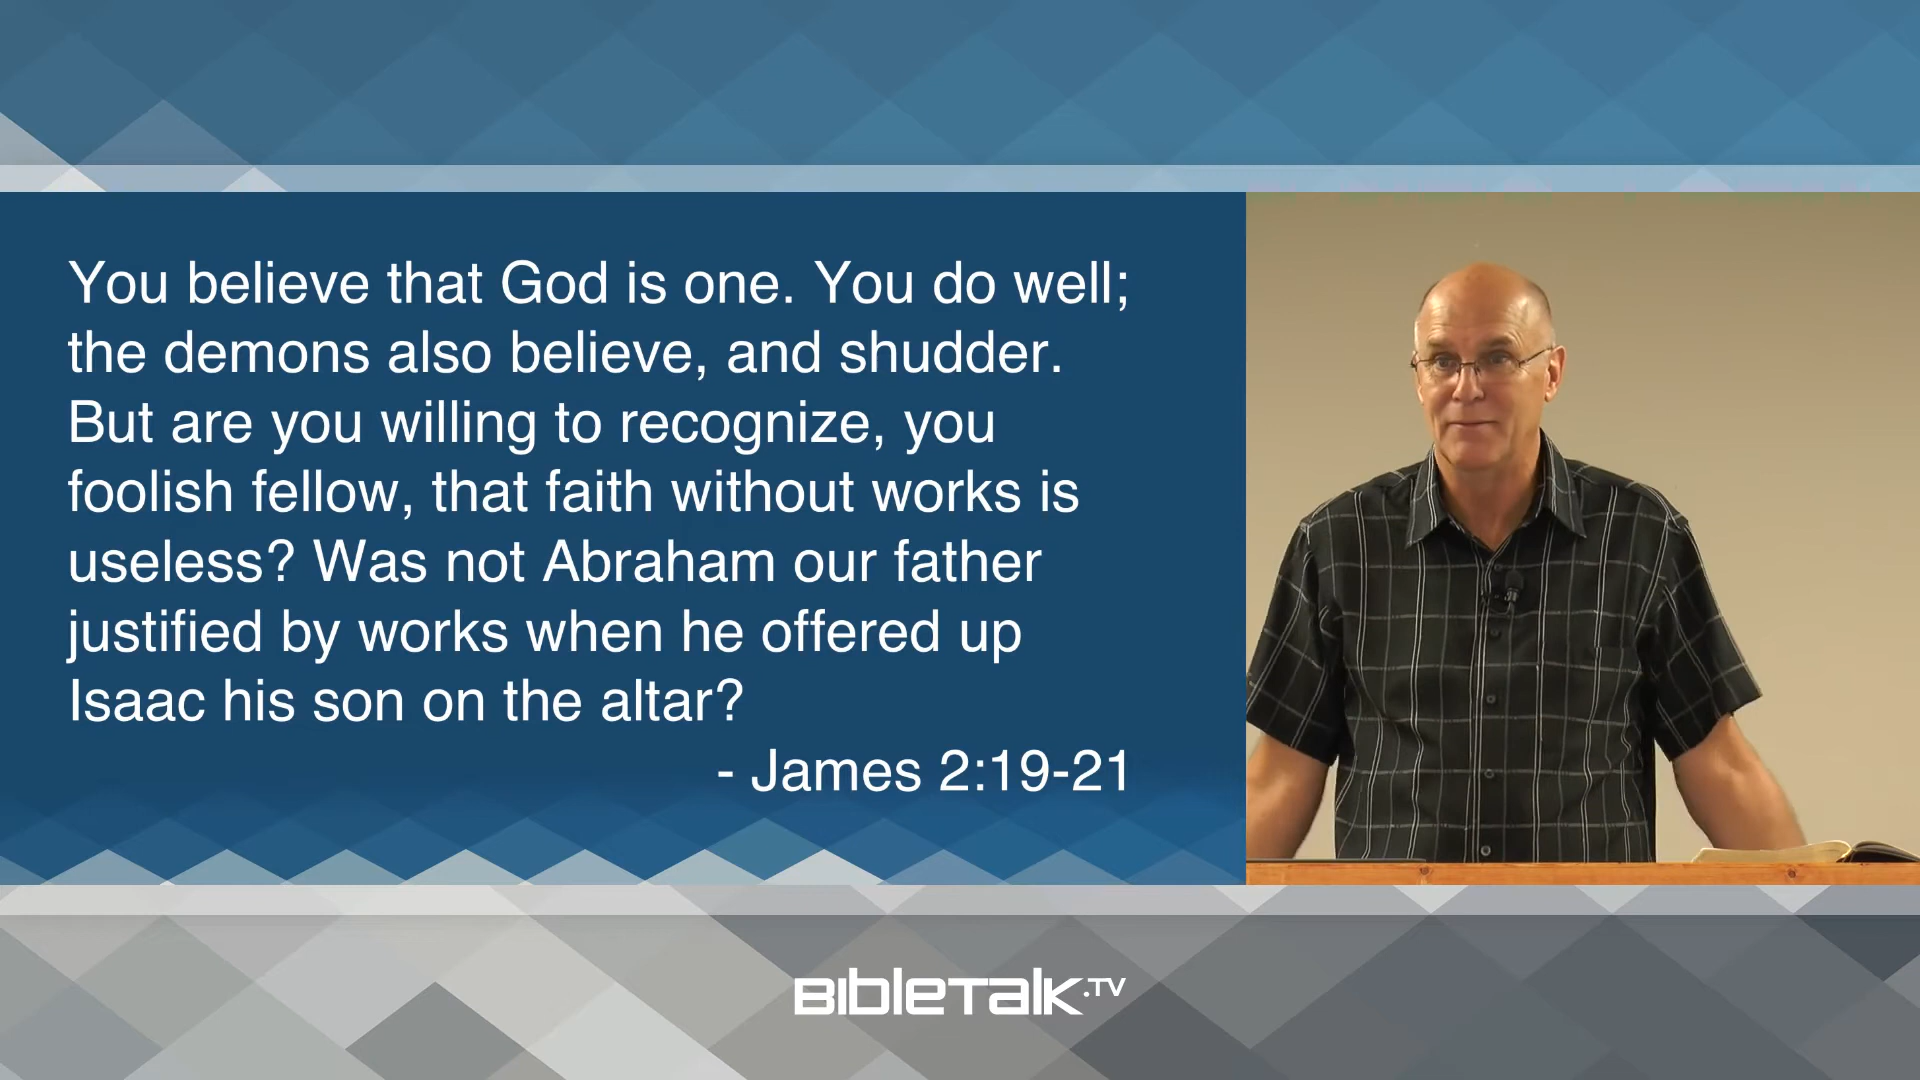 You believe that God is one. You do well;
the demons also believe, and shudder.
But are you willing to recognize, you
foolish fellow, that faith without works is
useless? Was not Abraham our father
justified by works when he offered up
Isaac his son on the altar?
- James 2:19-21
BibleTalk.TV